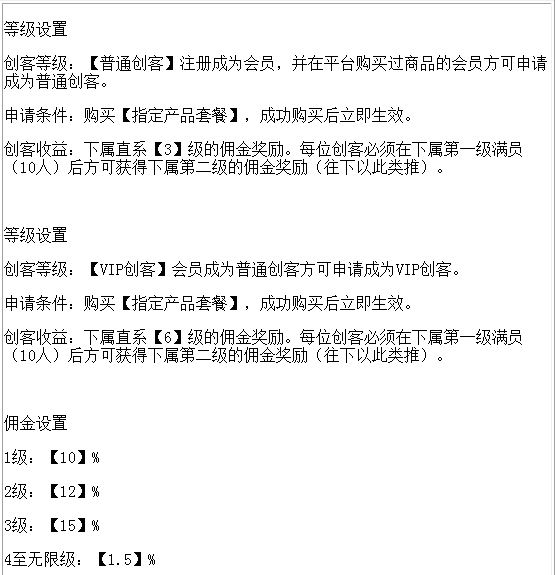 等级设置
创客等级：【普通创客】注册成为会员，并在平台购买过商品的会员方可申请
成为普通创客。
申请条件：购买【指定产品套餐】，成功购买后立即生效。
创客收益：下属直系【3】级的佣金奖励。每位创客必须在下属第一级满员
（10人）后方可获得下属第二级的佣金奖励（往下以此类推）。
等级设置
创客等级：【VIP创客】会员成为普通创客方可申请成为VIP创客。
申请条件：购买【指定产品套餐】，成功购买后立即生效。
创客收益：下属直系【6】级的佣金奖励。每位创客必须在下属第一级满员
（10人）后方可获得下属第二级的佣金奖励（往下以此类推）。
佣金设置
1级：【10】%
2级：【12】%
3级：【15】%
4至无限级：【1.5】%